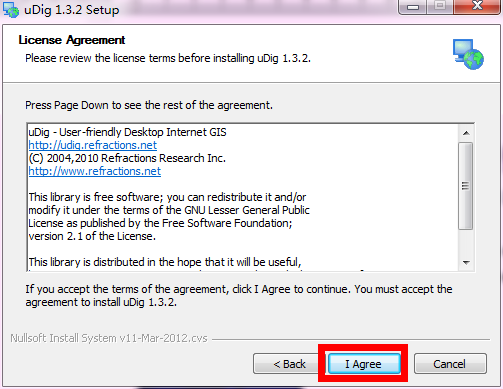 uDig 1.3.2 Setup
License Agreement
Please review the license terms before installing uDig 1.3.2.
Press Page Down to see the rest of the agreement.
uDig - User-friendly Desktop Internet GIS
http://udig.refractions.net
(C) 2004,2010 Refractions Research Inc.
http://www.refractions.net
This library is free software; you can redistribute it and/or
modify it under the terms of the GNU Lesser General Public
License as published by the Free Software Foundation;
version 2.1 of the License.
This library is distributed in the hope that it will be useful,
If you accept the terms of the agreement, click I Agree to continue. You must accept the
agreement to install uDig 1.3.2.
Nullsoft Install System v11-Mar-2012.cvs
< Back
I Agree
Cancel